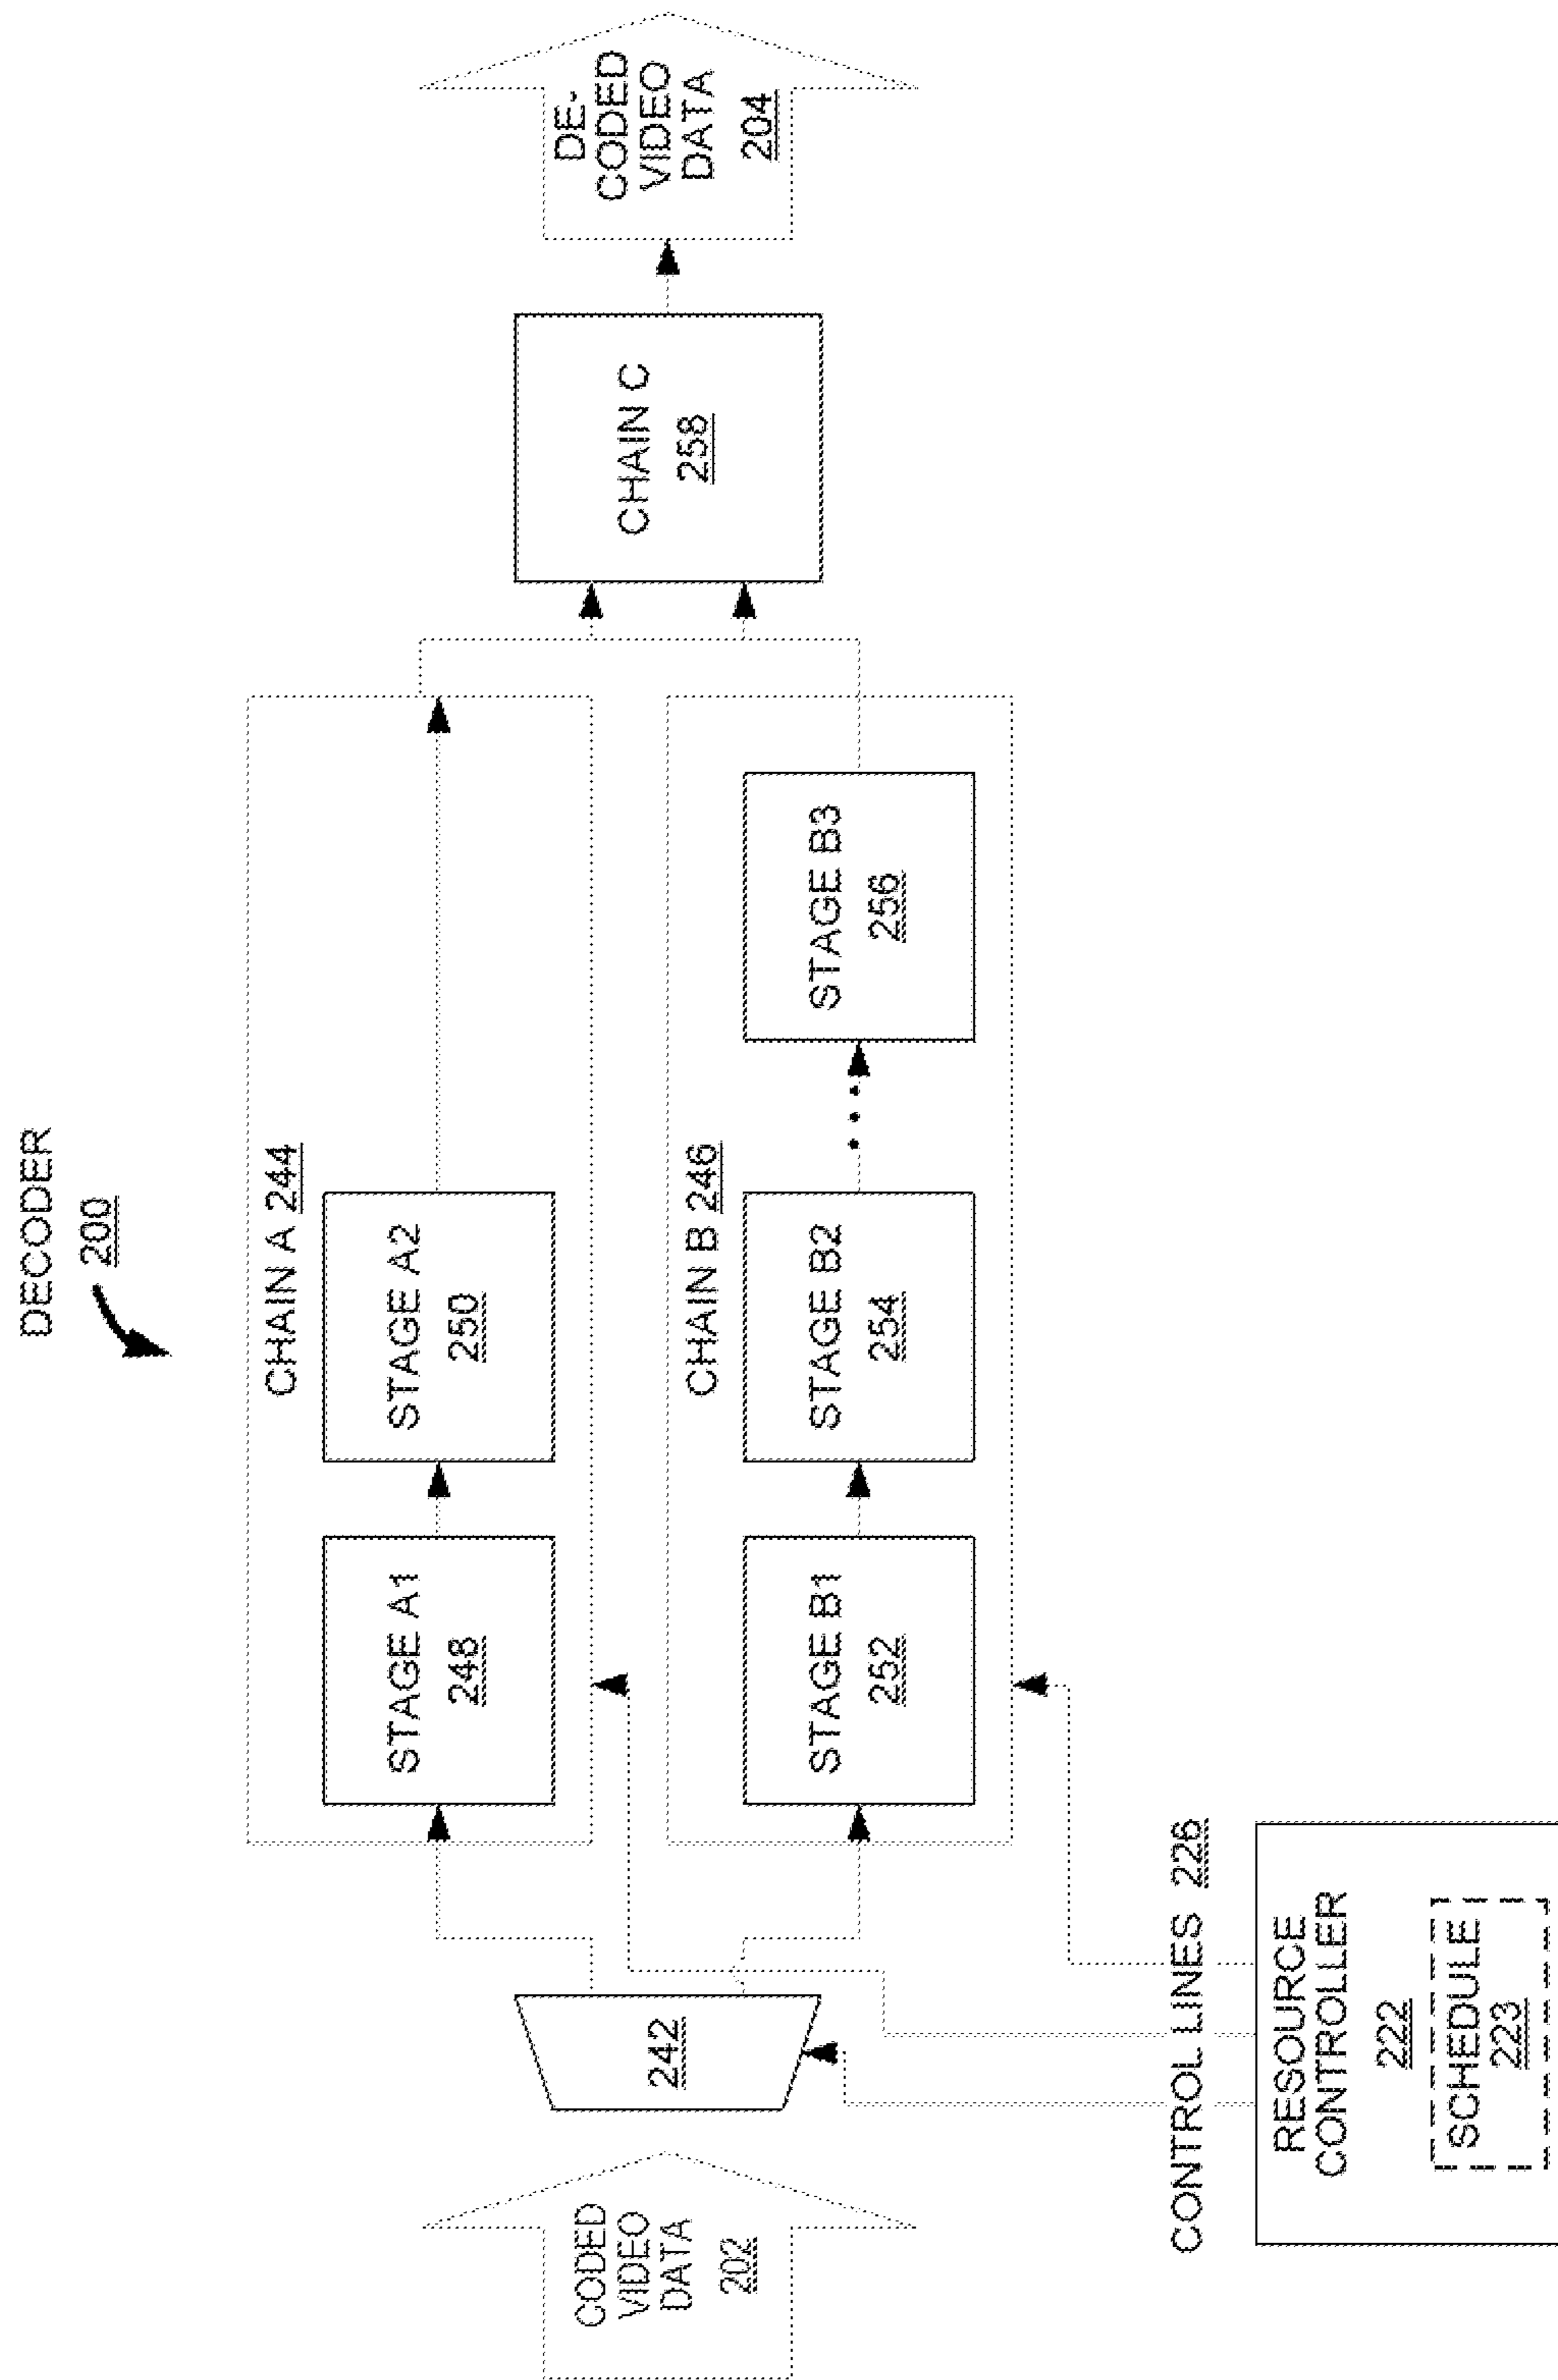 DECODER
200
CODED
VIDEO
DATA
202
242
CHAIN A 244
STAGE A1
248
STAGE A2
250
CHAIN B 246
STAGE B1
252
STAGE B2
254
...
STAGE B3
256
CHAIN C
258
DE-
CODED
VIDEO
DATA
204
CONTROL LINES 226
RESOURCE
CONTROLLER
222
SCHEDULE
223